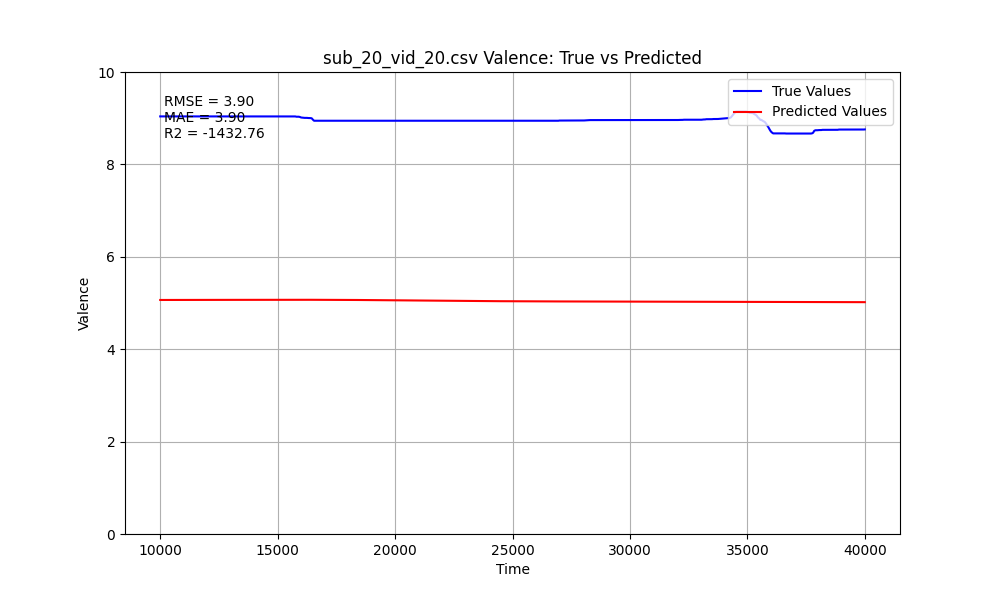 sub_20_vid_20.csv Valence: True vs Predicted
RMSE = 3.90
MAE = 3.90
R2 = -1432.76
True Values
Predicted Values
Valence
10
8
6
4
2
0
10000 15000 20000 25000 30000 35000 40000
Time